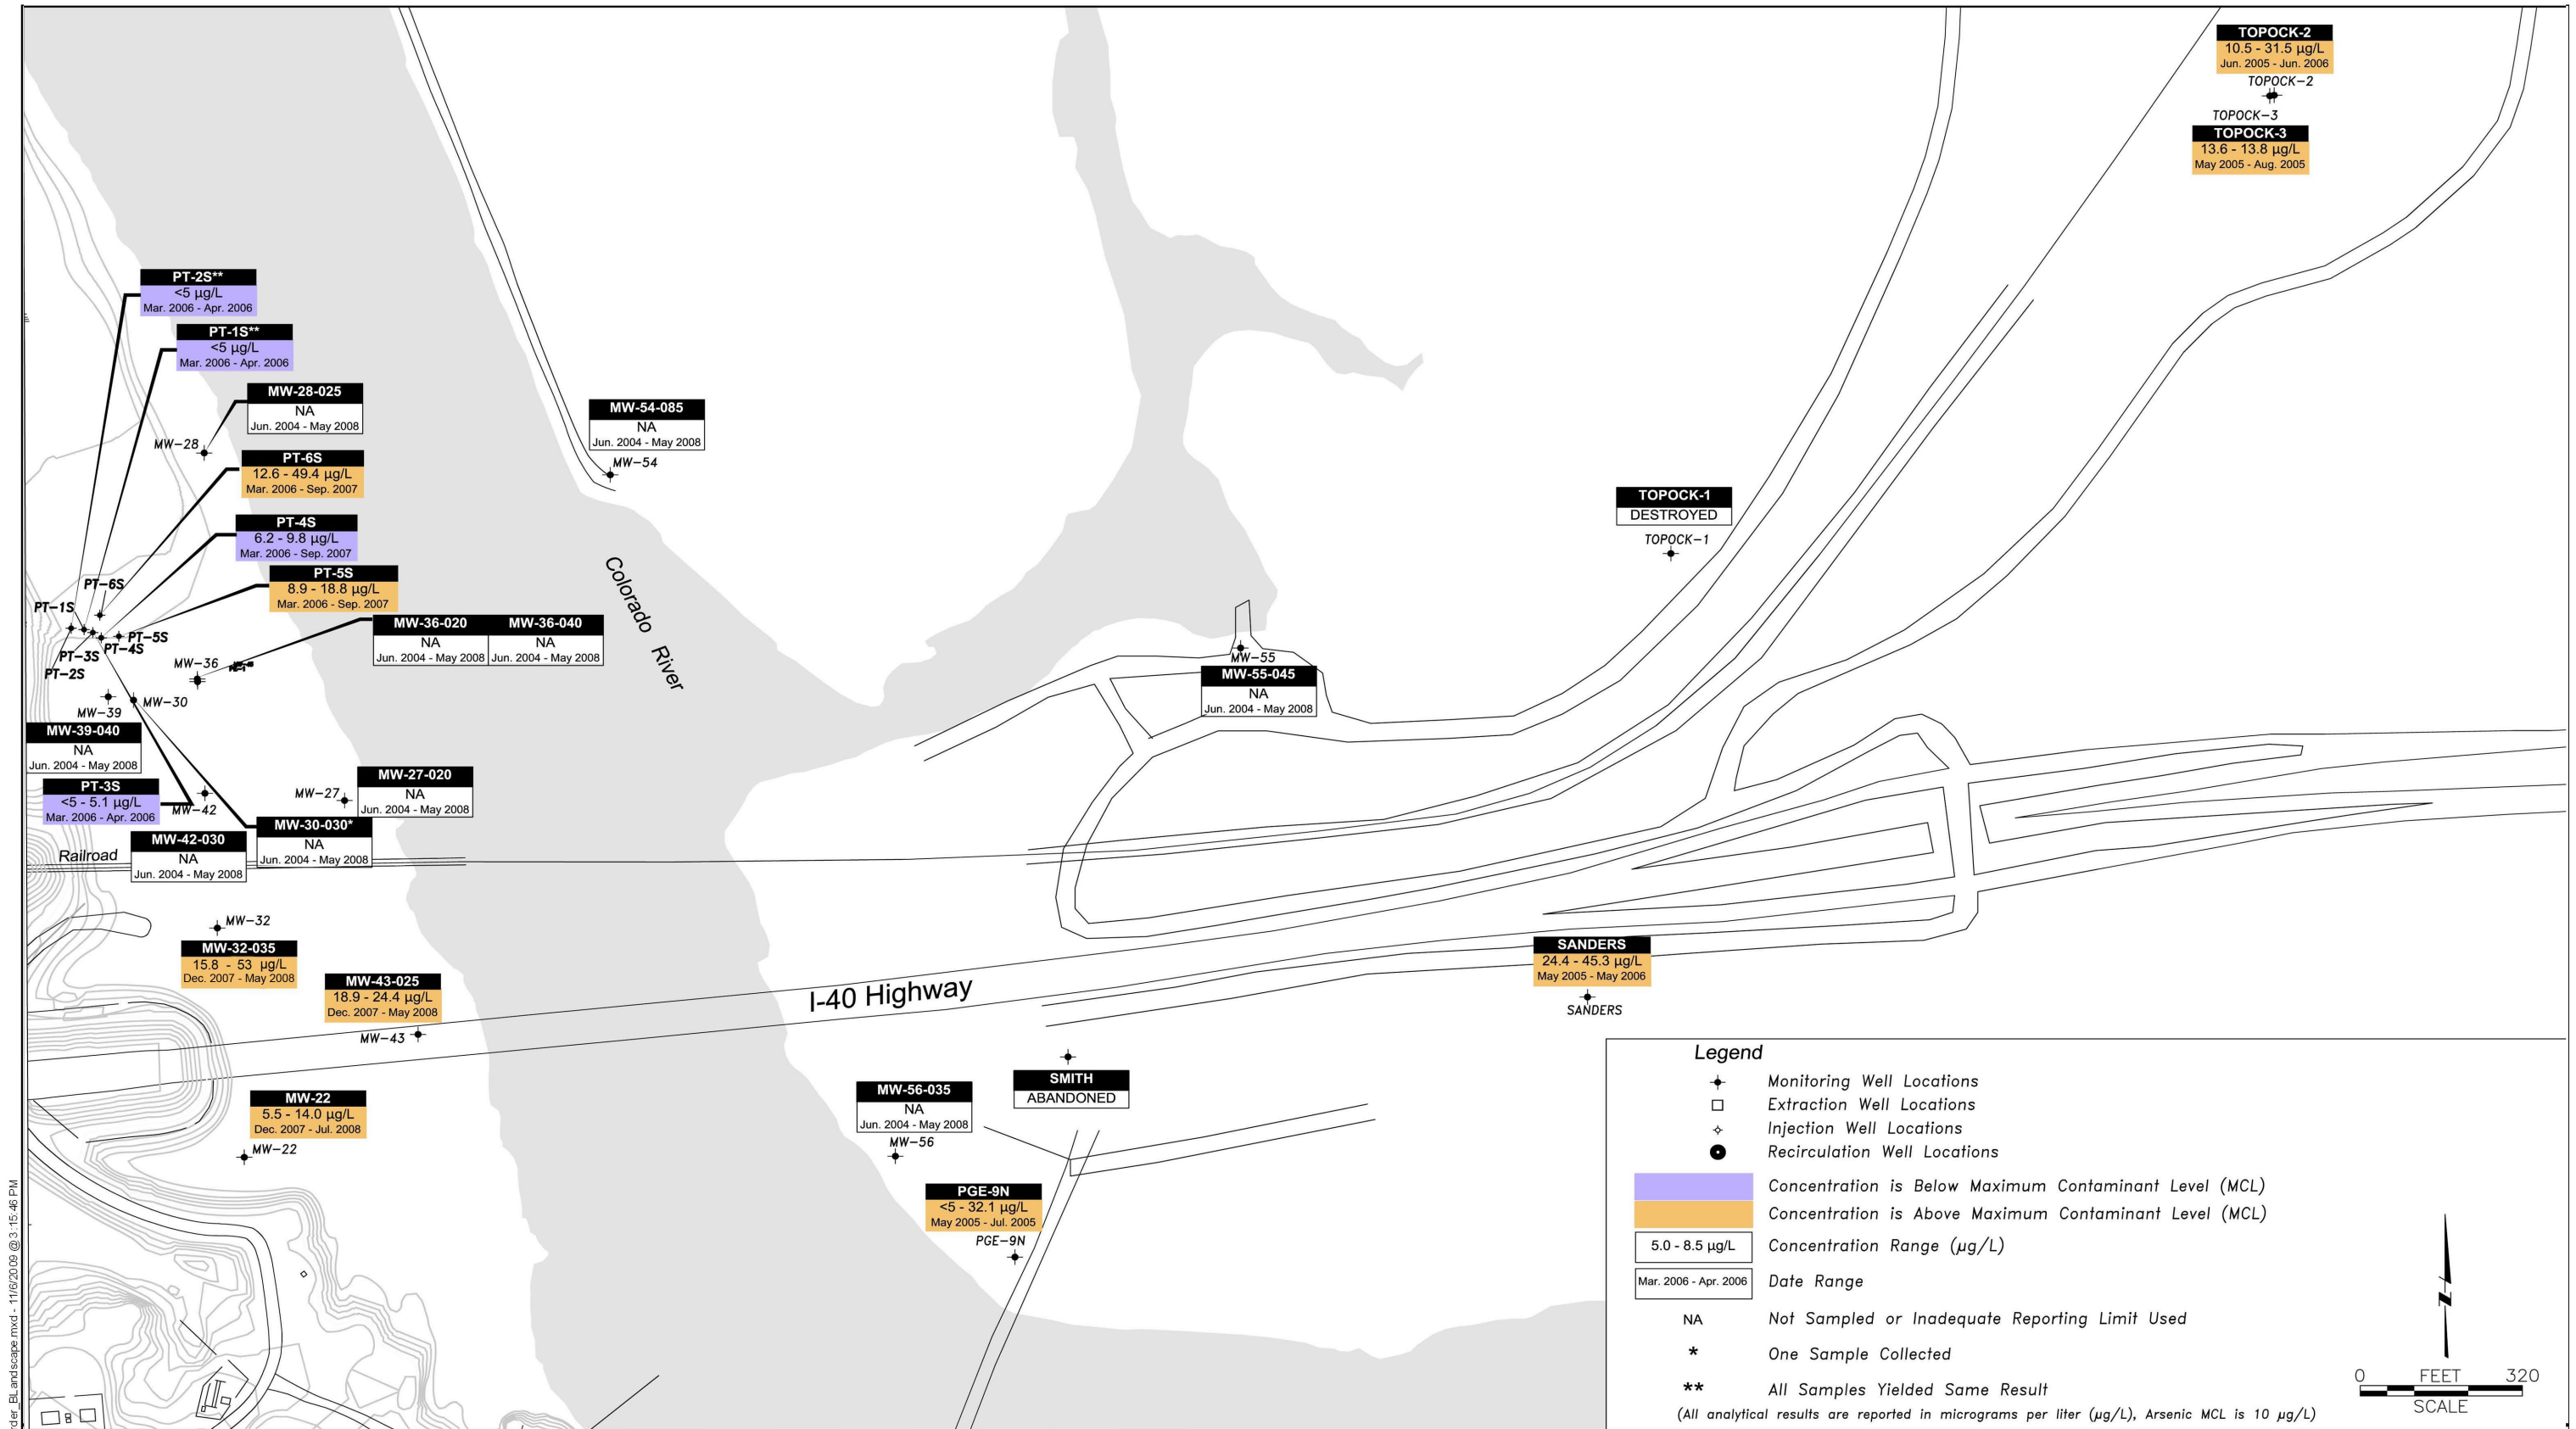 TOPOCK-2
10.5 - 31.5 µg/L
Jun. 2005 - Jun. 2006
TOPOCK-2
TOPOCK-3
TOPOCK-3
13.6 - 13.8 µg/L
May 2005 - Aug. 2005
PT-2S**
<5 µg/L
Mar. 2006 - Apr. 2006
PT-1S**
<5 µg/L
Mar. 2006 - Apr. 2006
MW-28-025
NA
Jun. 2004 - May 2008
MW-28
MW-54-085
NA
Jun. 2004 - May 2008
MW-54
PT-6S
12.6 - 49.4 µg/L
Mar. 2006 - Sep. 2007
PT-4S
6.2 - 9.8 µg/L
Mar. 2006 - Sep. 2007
PT-5S
8.9 - 18.8 µg/L
Mar. 2006 - Sep. 2007
TOPOCK-1
DESTROYED
TOPOCK-1
PT-6S
PT-1S
PT-5S
PT-4S
PT-3S
PT-2S
MW-36-020 MW-36-040
NA NA
Jun. 2004 - May 2008 Jun. 2004 - May 2008
MW-36
Colorado River
MW-55
MW-55-045
NA
Jun. 2004 - May 2008
MW-30
MW-39
MW-39-040
NA
Jun. 2004 - May 2008
PT-3S
<5 - 5.1 µg/L
Mar. 2006 - Apr. 2006
MW-42
MW-27
MW-27-020
NA
Jun. 2004 - May 2008
MW-30-030*
NA
Jun. 2004 - May 2008
MW-42-030
NA
Jun. 2004 - May 2008
Railroad
MW-32
MW-32-035
15.8 - 53 µg/L
Dec. 2007 - May 2008
MW-43-025
18.9 - 24.4 µg/L
Dec. 2007 - May 2008
MW-43
I-40 Highway
SANDERS
24.4 - 45.3 µg/L
May 2005 - May 2006
SANDERS
MW-22
5.5 - 14.0 µg/L
Dec. 2007 - Jul. 2008
MW-22
MW-56-035
NA
Jun. 2004 - May 2008
MW-56
SMITH
ABANDONED
PGE-9N
<5 - 32.1 µg/L
May 2005 - Jul. 2005
PGE-9N
Legend
Monitoring Well Locations
Extraction Well Locations
Injection Well Locations
Recirculation Well Locations
Concentration is Below Maximum Contaminant Level (MCL)
Concentration is Above Maximum Contaminant Level (MCL)
5.0 - 8.5 µg/L Concentration Range (µg/L)
Mar. 2006 - Apr. 2006 Date Range
NA Not Sampled or Inadequate Reporting Limit Used
* One Sample Collected
** All Samples Yielded Same Result
(All analytical results are reported in micrograms per liter (µg/L), Arsenic MCL is 10 µg/L)
N
0 FEET 320
SCALE
der_BLandscape.mxd - 11/6/2009 @ 3:15:46 PM